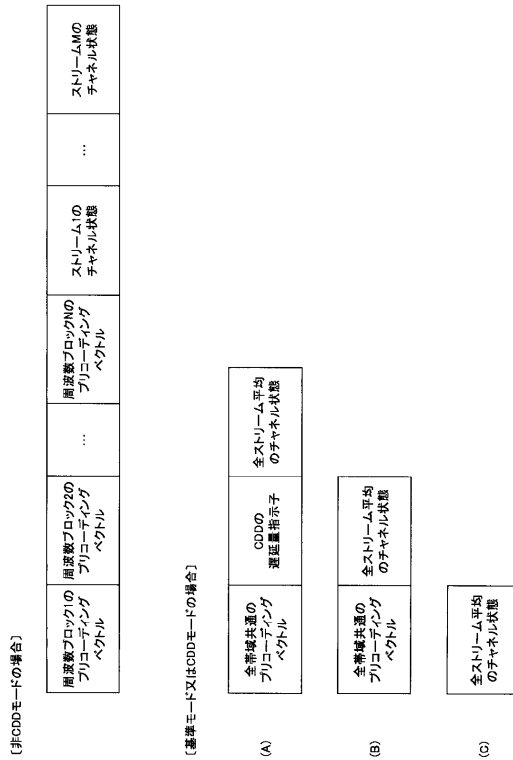 [非CDDモードの場合]
周波数ブロック1の
プリコーディング
ベクトル
周波数ブロック2の
プリコーディング
ベクトル
...
周波数ブロックNの
プリコーディング
ベクトル
ストリーム1の
チャネル状態
...
ストリームMの
チャネル状態
[基準モード又はCDDモードの場合]
(A)
全帯域共通の
プリコーディング
ベクトル
CDDの
遅延量指示子
全ストリーム平均
のチャネル状態
(B)
全帯域共通の
プリコーディング
ベクトル
全ストリーム平均
のチャネル状態
(C)
全ストリーム平均
のチャネル状態